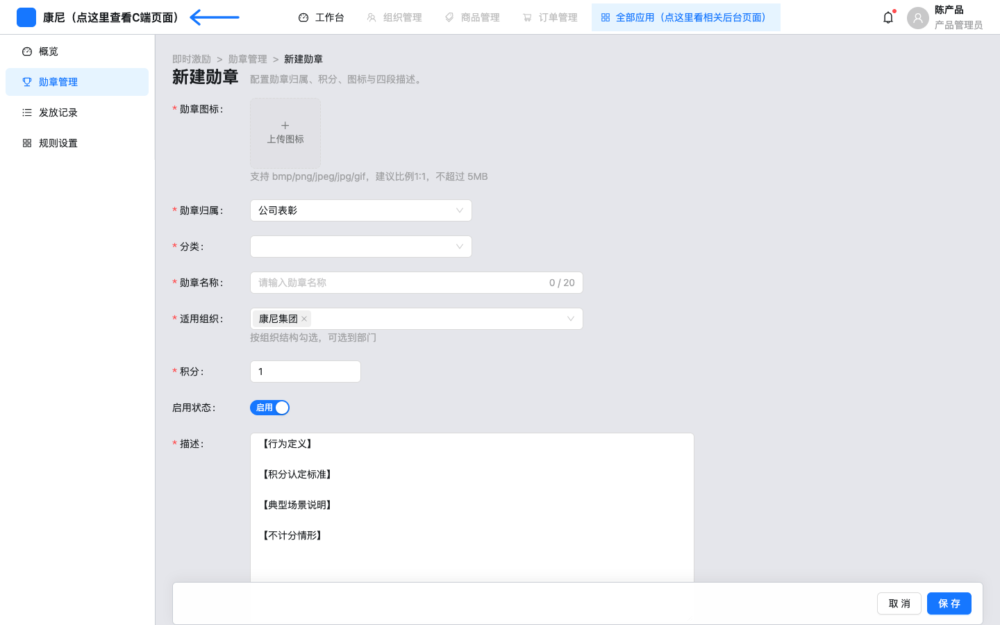 康尼（点这里查看C端页面）
工作台
组织管理
商品管理
订单管理
全部应用（点这里看相关后台页面）
陈产品
产品管理员
概览
勋章管理
发放记录
规则设置
即时激励 > 勋章管理 > 新建勋章
新建勋章 配置勋章归属、积分、图标与四段描述。
* 勋章图标：
上传图标
支持 bmp/png/jpeg/jpg/gif，建议比例1:1，不超过 5MB
* 勋章归属： 公司表彰
* 分类：
* 勋章名称： 请输入勋章名称 0 / 20
* 适用组织： 康尼集团
按组织结构勾选，可选到部门
* 积分： 1
启用状态： 启用
* 描述： 【行为定义】
【积分认定标准】
【典型场景说明】
【不计分情形】
取 消
保 存